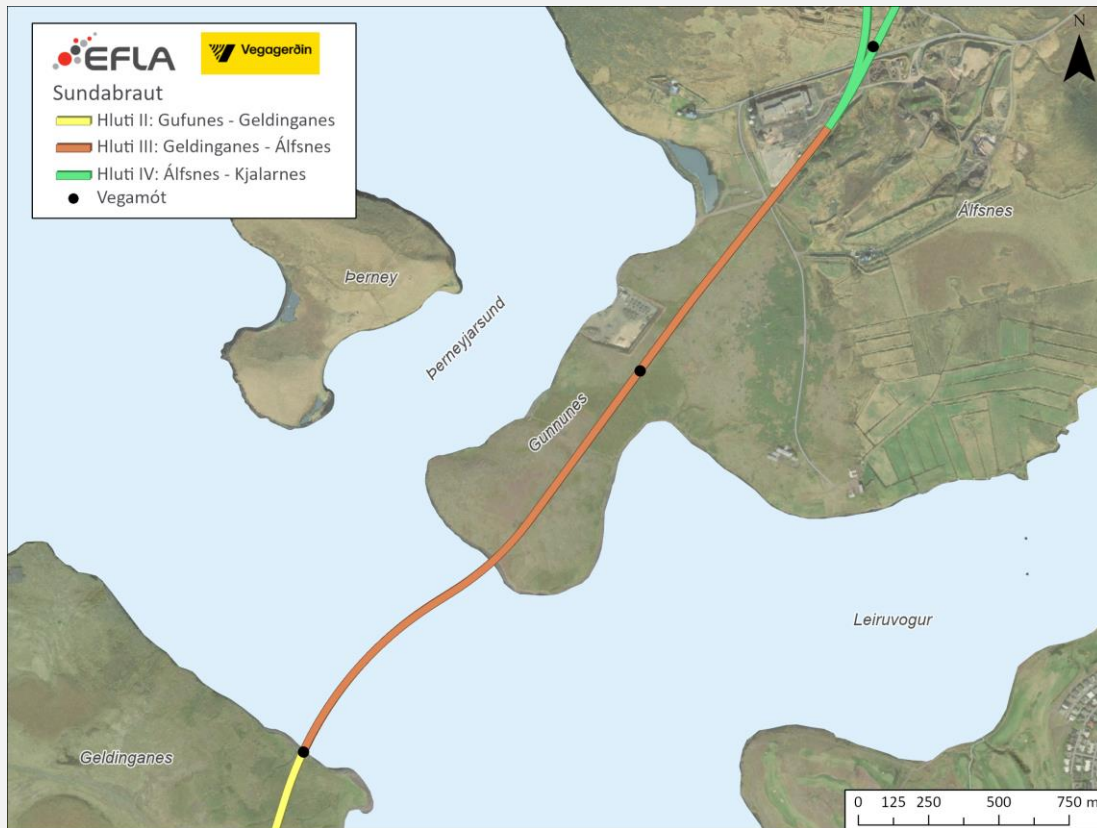 EFLA
Vegagerðin
Sundabraut
Hluti II: Gufunes - Geldinganes
Hluti III: Geldinganes - Álfsnes
Hluti IV: Álfsnes - Kjalarnes
Vegamót
N
Álfsnes
Þerney
Þerneyjarsund
Gunnunes
Leiruvogur
Geldinganes
0 125 250 500 750 m